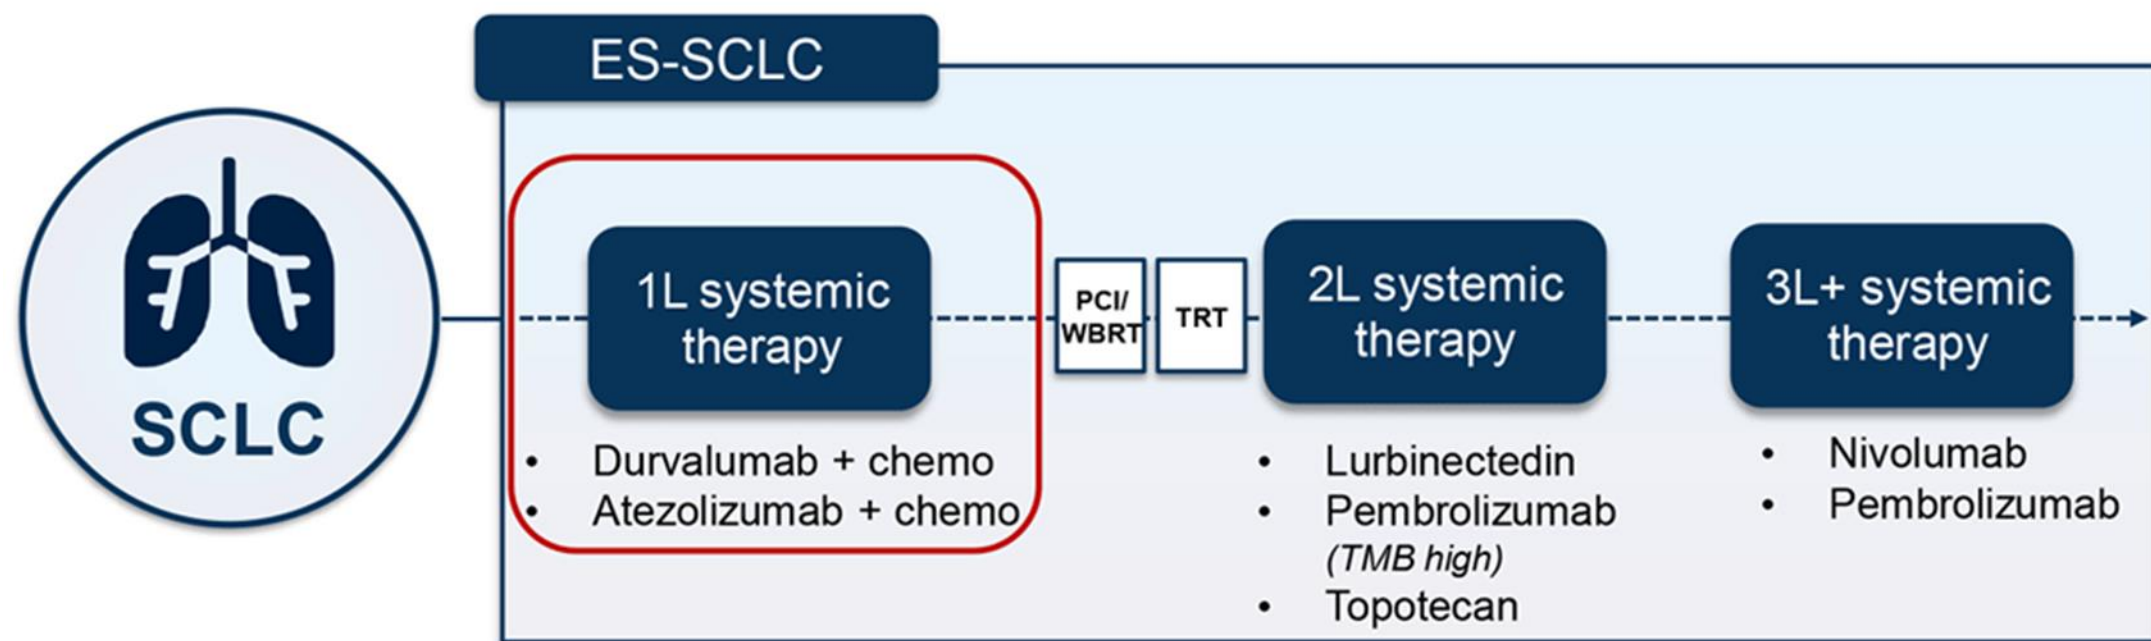 ES-SCLC
SCLC
1L systemic
therapy
• Durvalumab + chemo
• Atezolizumab + chemo
PCI/
WBRT
TRT
2L systemic
therapy
• Lurbinectedin
• Pembrolizumab
(TMB high)
• Topotecan
3L+ systemic
therapy
• Nivolumab
• Pembrolizumab